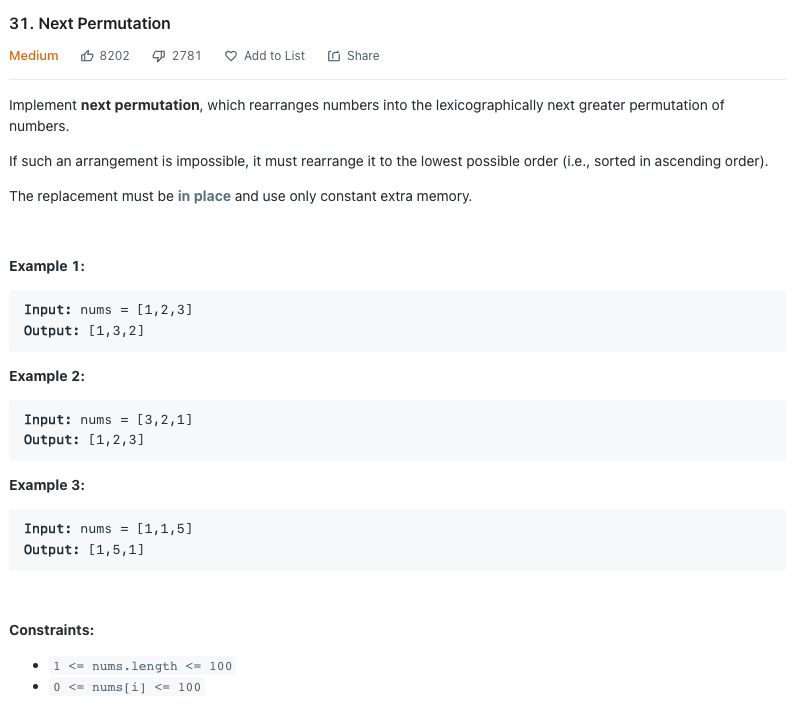 31. Next Permutation
Medium 8202 2781 Add to List Share
Implement next permutation, which rearranges numbers into the lexicographically next greater permutation of
numbers.
If such an arrangement is impossible, it must rearrange it to the lowest possible order (i.e., sorted in ascending order).
The replacement must be in place and use only constant extra memory.
Example 1:
Input: nums = [1,2,3]
Output: [1,3,2]
Example 2:
Input: nums = [3,2,1]
Output: [1,2,3]
Example 3:
Input: nums = [1,1,5]
Output: [1,5,1]
Constraints:
• 1 <= nums.length <= 100
• 0 <= nums[i] <= 100